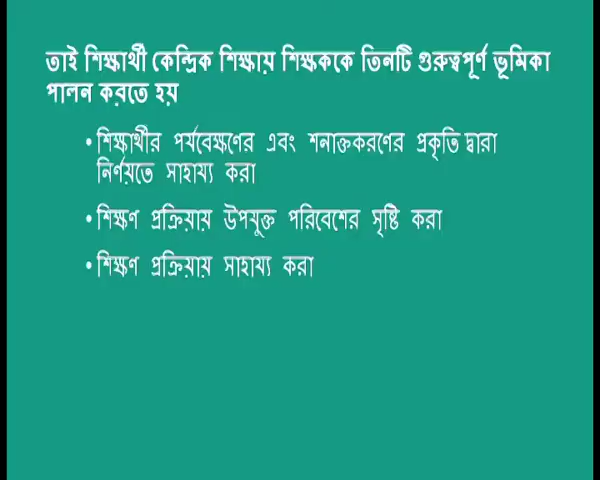 তাই শিক্ষার্থী কেন্দ্রিক শিক্ষায় শিক্ষককে তিনটি গুরুত্বপূর্ণ ভূমিকা
পালন করতে হয়
• শিক্ষার্থীর পর্যবেক্ষণের এবং শনাক্তকরণের প্রকৃতি দ্বারা
নির্ণয়তে সাহায্য করা
• শিক্ষণ প্রক্রিয়ায় উপযুক্ত পরিবেশের সৃষ্টি করা
• শিক্ষণ প্রক্রিয়ায় সাহায্য করা